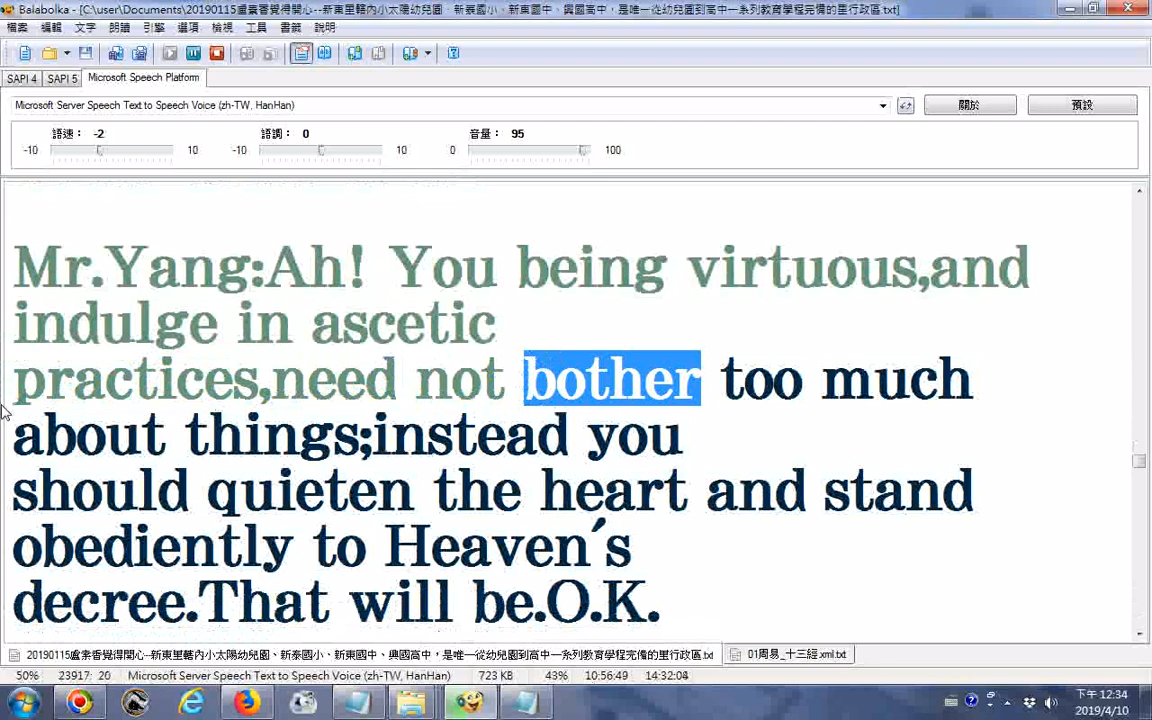 Balabolka - [C:\user\Documents\20190115盧紊香覺得開心--新東里轄內小太陽幼兒園、新泰國小、新東國中、興國高中，是唯一從幼兒園到高中一系列教育學程完備的里行政區.txt]
檔案 編輯 文字 朗讀 引擎 選項 檢視 工具 書籤 說明
SAPI 4 SAPI 5 Microsoft Speech Platform
Microsoft Server Speech Text to Speech Voice (zh-TW, HanHan) 關於 預設
語速： -2 語調： 0 音量： 95
-10 10 -10 10 0 100
Mr.Yang:Ah! You being virtuous,and
indulge in ascetic
practices,need not bother too much
about things;instead you
should quieten the heart and stand
obediently to Heaven′s
decree.That will be.O.K.
20190115盧紊香覺得開心--新東里轄內小太陽幼兒園、新泰國小、新東國中、興國高中，是唯一從幼兒園到高中一系列教育學程完備的里行政區.txt 01周易_十三經.xml.txt
50% 23917: 20 Microsoft Server Speech Text to Speech Voice (zh-TW, HanHan) 723 KB 43% 10:56:49 14:32:08
下午 12:34
2019/4/10